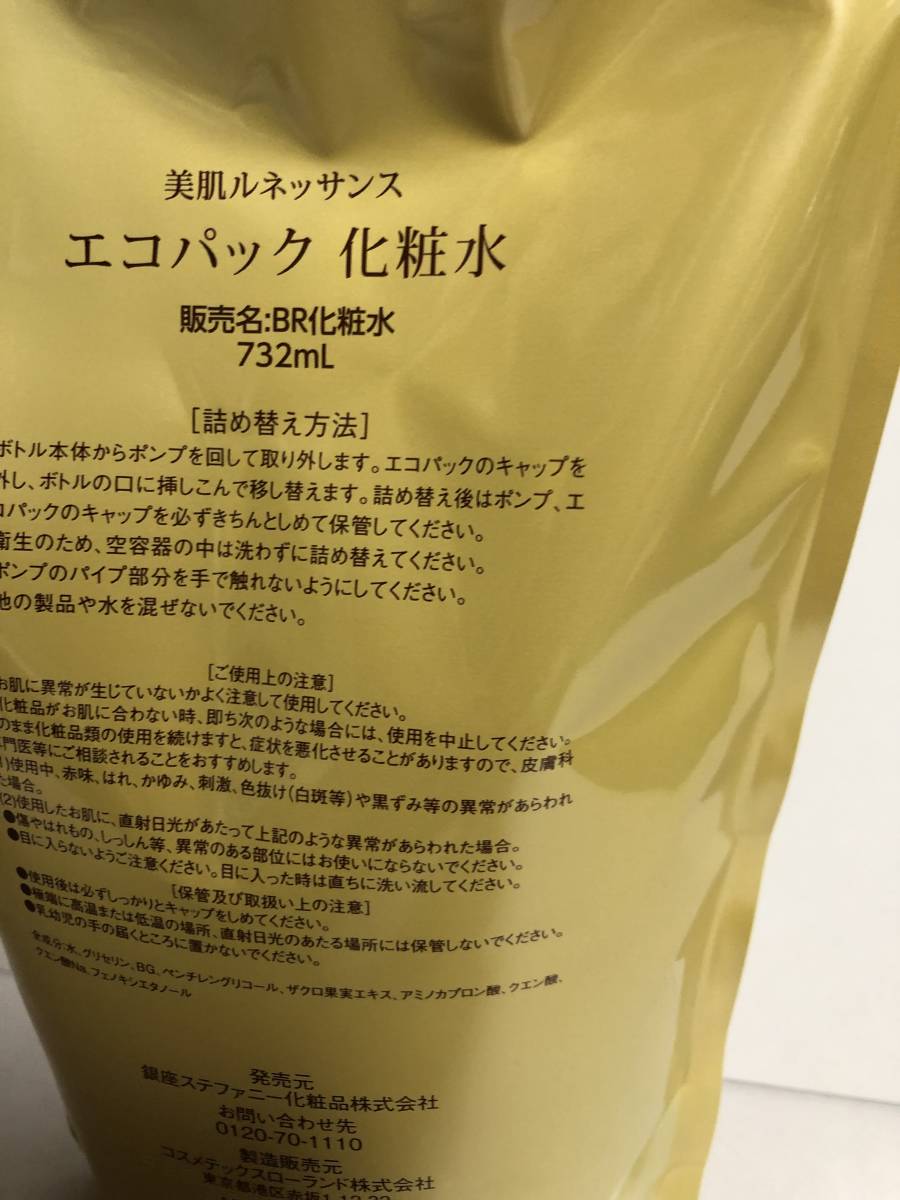 美肌ルネッサンス
エコパック 化粧水
販売名:BR化粧水
732mL
[詰め替え方法]
ボトル本体からポンプを回して取り外します。エコパックのキャップを
外し、ボトルの口に挿しこんで移し替えます。詰め替え後はポンプ、エ
コパックのキャップを必ずきちんとしめて保管してください。
衛生のため、空容器の中は洗わずに詰め替えてください。
ポンプのパイプ部分を手で触れないようにしてください。
他の製品や水を混ぜないでください。
[ご使用上の注意]
お肌に異常が生じていないかよく注意して使用してください。
化粧品がお肌に合わない時、即ち次のような場合には、使用を中止してください。
のまま化粧品類の使用を続けますと、症状を悪化させることがありますので、皮膚科
専門医等にご相談されることをおすすめします。
1)使用中、赤味、はれ、かゆみ、刺激、色抜け(白斑等)や黒ずみ等の異常があらわれ
た場合。
(2)使用したお肌に、直射日光があたって上記のような異常があらわれた場合。
●傷やはれもの、しっしん等、異常のある部位にはお使いにならないでください。
●目に入らないようご注意ください。目に入った時は直ちに洗い流してください。
[保管及び取扱い上の注意]
●使用後は必ずしっかりとキャップをしめてください。
●極端に高温または低温の場所、直射日光のあたる場所には保管しないでください。
●乳幼児の手の届くところに置かないでください。
全成分:水、グリセリン、BG、ペンチレングリコール、ザクロ果実エキス、アミノカプロン酸、クエン酸、
クエン酸Na、フェノキシエタノール
発売元
銀座ステファニー化粧品株式会社
お問い合わせ先
0120-70-1110
製造販売元
コスメテックスローランド株式会社
東京都港区赤坂1-12-32